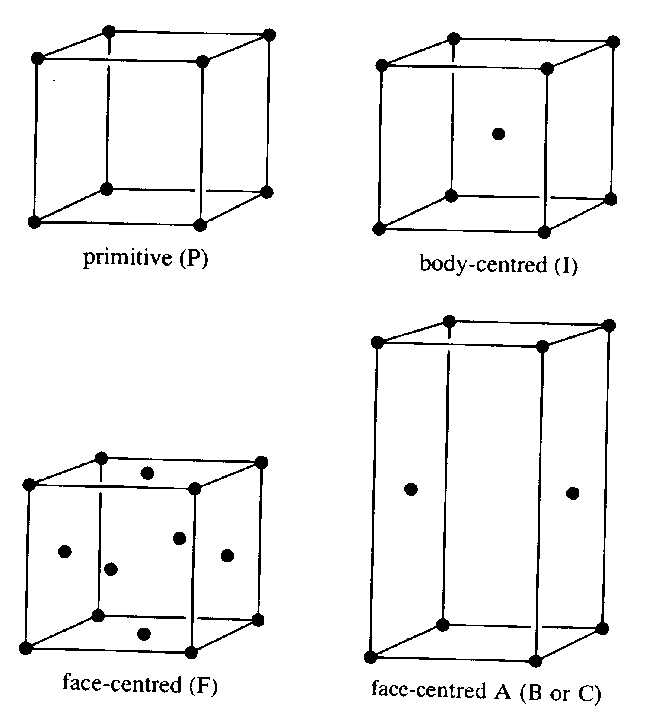 primitive (P)
body-centred (I)
face-centred (F)
face-centred A (B or C)